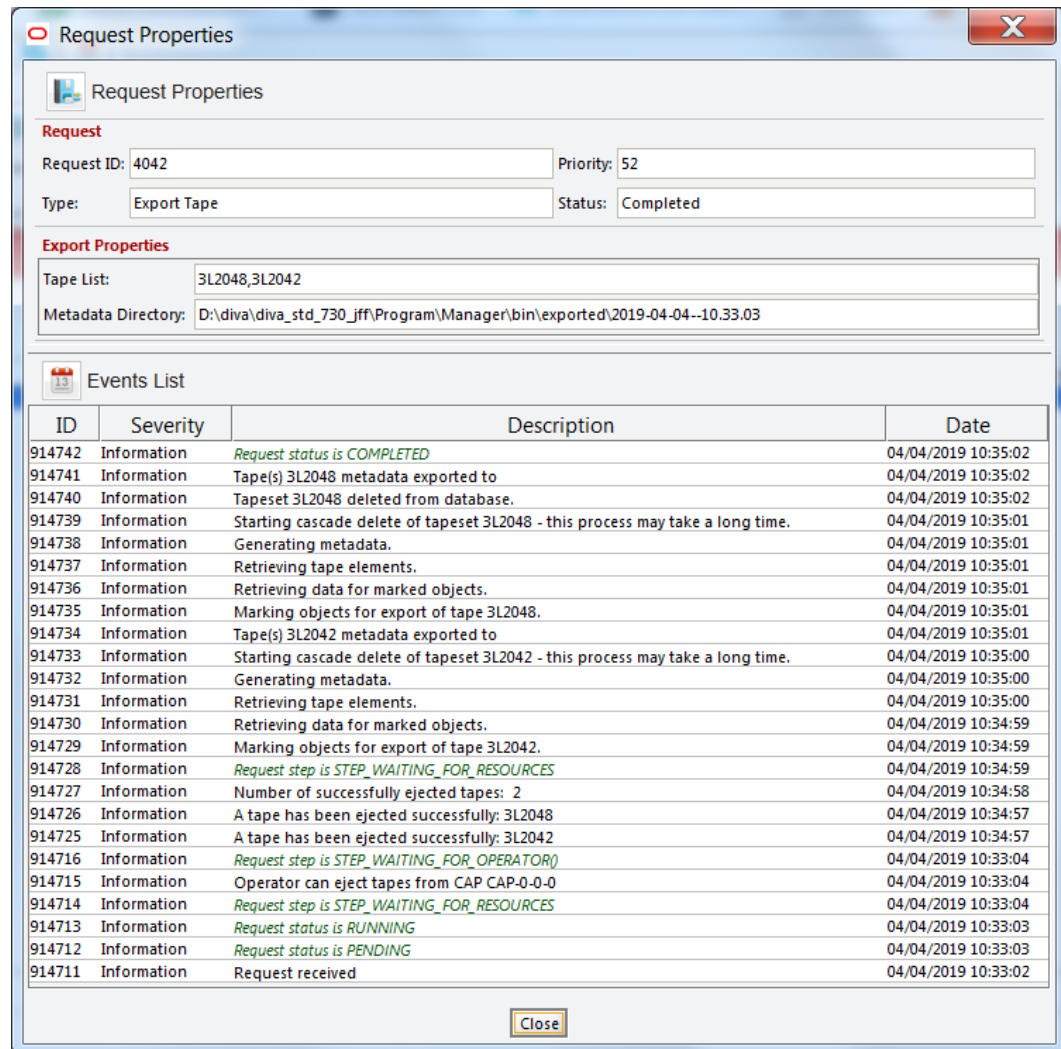 Request Properties
Request Properties
Request
Request ID: 4042 Priority: 52
Type: Export Tape Status: Completed
Export Properties
Tape List: 3L2048,3L2042
Metadata Directory: D:\diva\diva_std_730_jff\Program\Manager\bin\exported\2019-04-04--10.33.03
13 Events List
ID Severity Description Date
914742 Information Request status is COMPLETED 04/04/2019 10:35:02
914741 Information Tape(s) 3L2048 metadata exported to 04/04/2019 10:35:02
914740 Information Tapeset 3L2048 deleted from database. 04/04/2019 10:35:02
914739 Information Starting cascade delete of tapeset 3L2048 - this process may take a long time. 04/04/2019 10:35:01
914738 Information Generating metadata. 04/04/2019 10:35:01
914737 Information Retrieving tape elements. 04/04/2019 10:35:01
914736 Information Retrieving data for marked objects. 04/04/2019 10:35:01
914735 Information Marking objects for export of tape 3L2048. 04/04/2019 10:35:01
914734 Information Tape(s) 3L2042 metadata exported to 04/04/2019 10:35:01
914733 Information Starting cascade delete of tapeset 3L2042 - this process may take a long time. 04/04/2019 10:35:00
914732 Information Generating metadata. 04/04/2019 10:35:00
914731 Information Retrieving tape elements. 04/04/2019 10:35:00
914730 Information Retrieving data for marked objects. 04/04/2019 10:34:59
914729 Information Marking objects for export of tape 3L2042. 04/04/2019 10:34:59
914728 Information Request step is STEP_WAITING_FOR_RESOURCES 04/04/2019 10:34:59
914727 Information Number of successfully ejected tapes: 2 04/04/2019 10:34:58
914726 Information A tape has been ejected successfully: 3L2048 04/04/2019 10:34:57
914725 Information A tape has been ejected successfully: 3L2042 04/04/2019 10:34:57
914716 Information Request step is STEP_WAITING_FOR_OPERATOR() 04/04/2019 10:33:04
914715 Information Operator can eject tapes from CAP CAP-0-0-0 04/04/2019 10:33:04
914714 Information Request step is STEP_WAITING_FOR_RESOURCES 04/04/2019 10:33:04
914713 Information Request status is RUNNING 04/04/2019 10:33:03
914712 Information Request status is PENDING 04/04/2019 10:33:03
914711 Information Request received 04/04/2019 10:33:02
Close